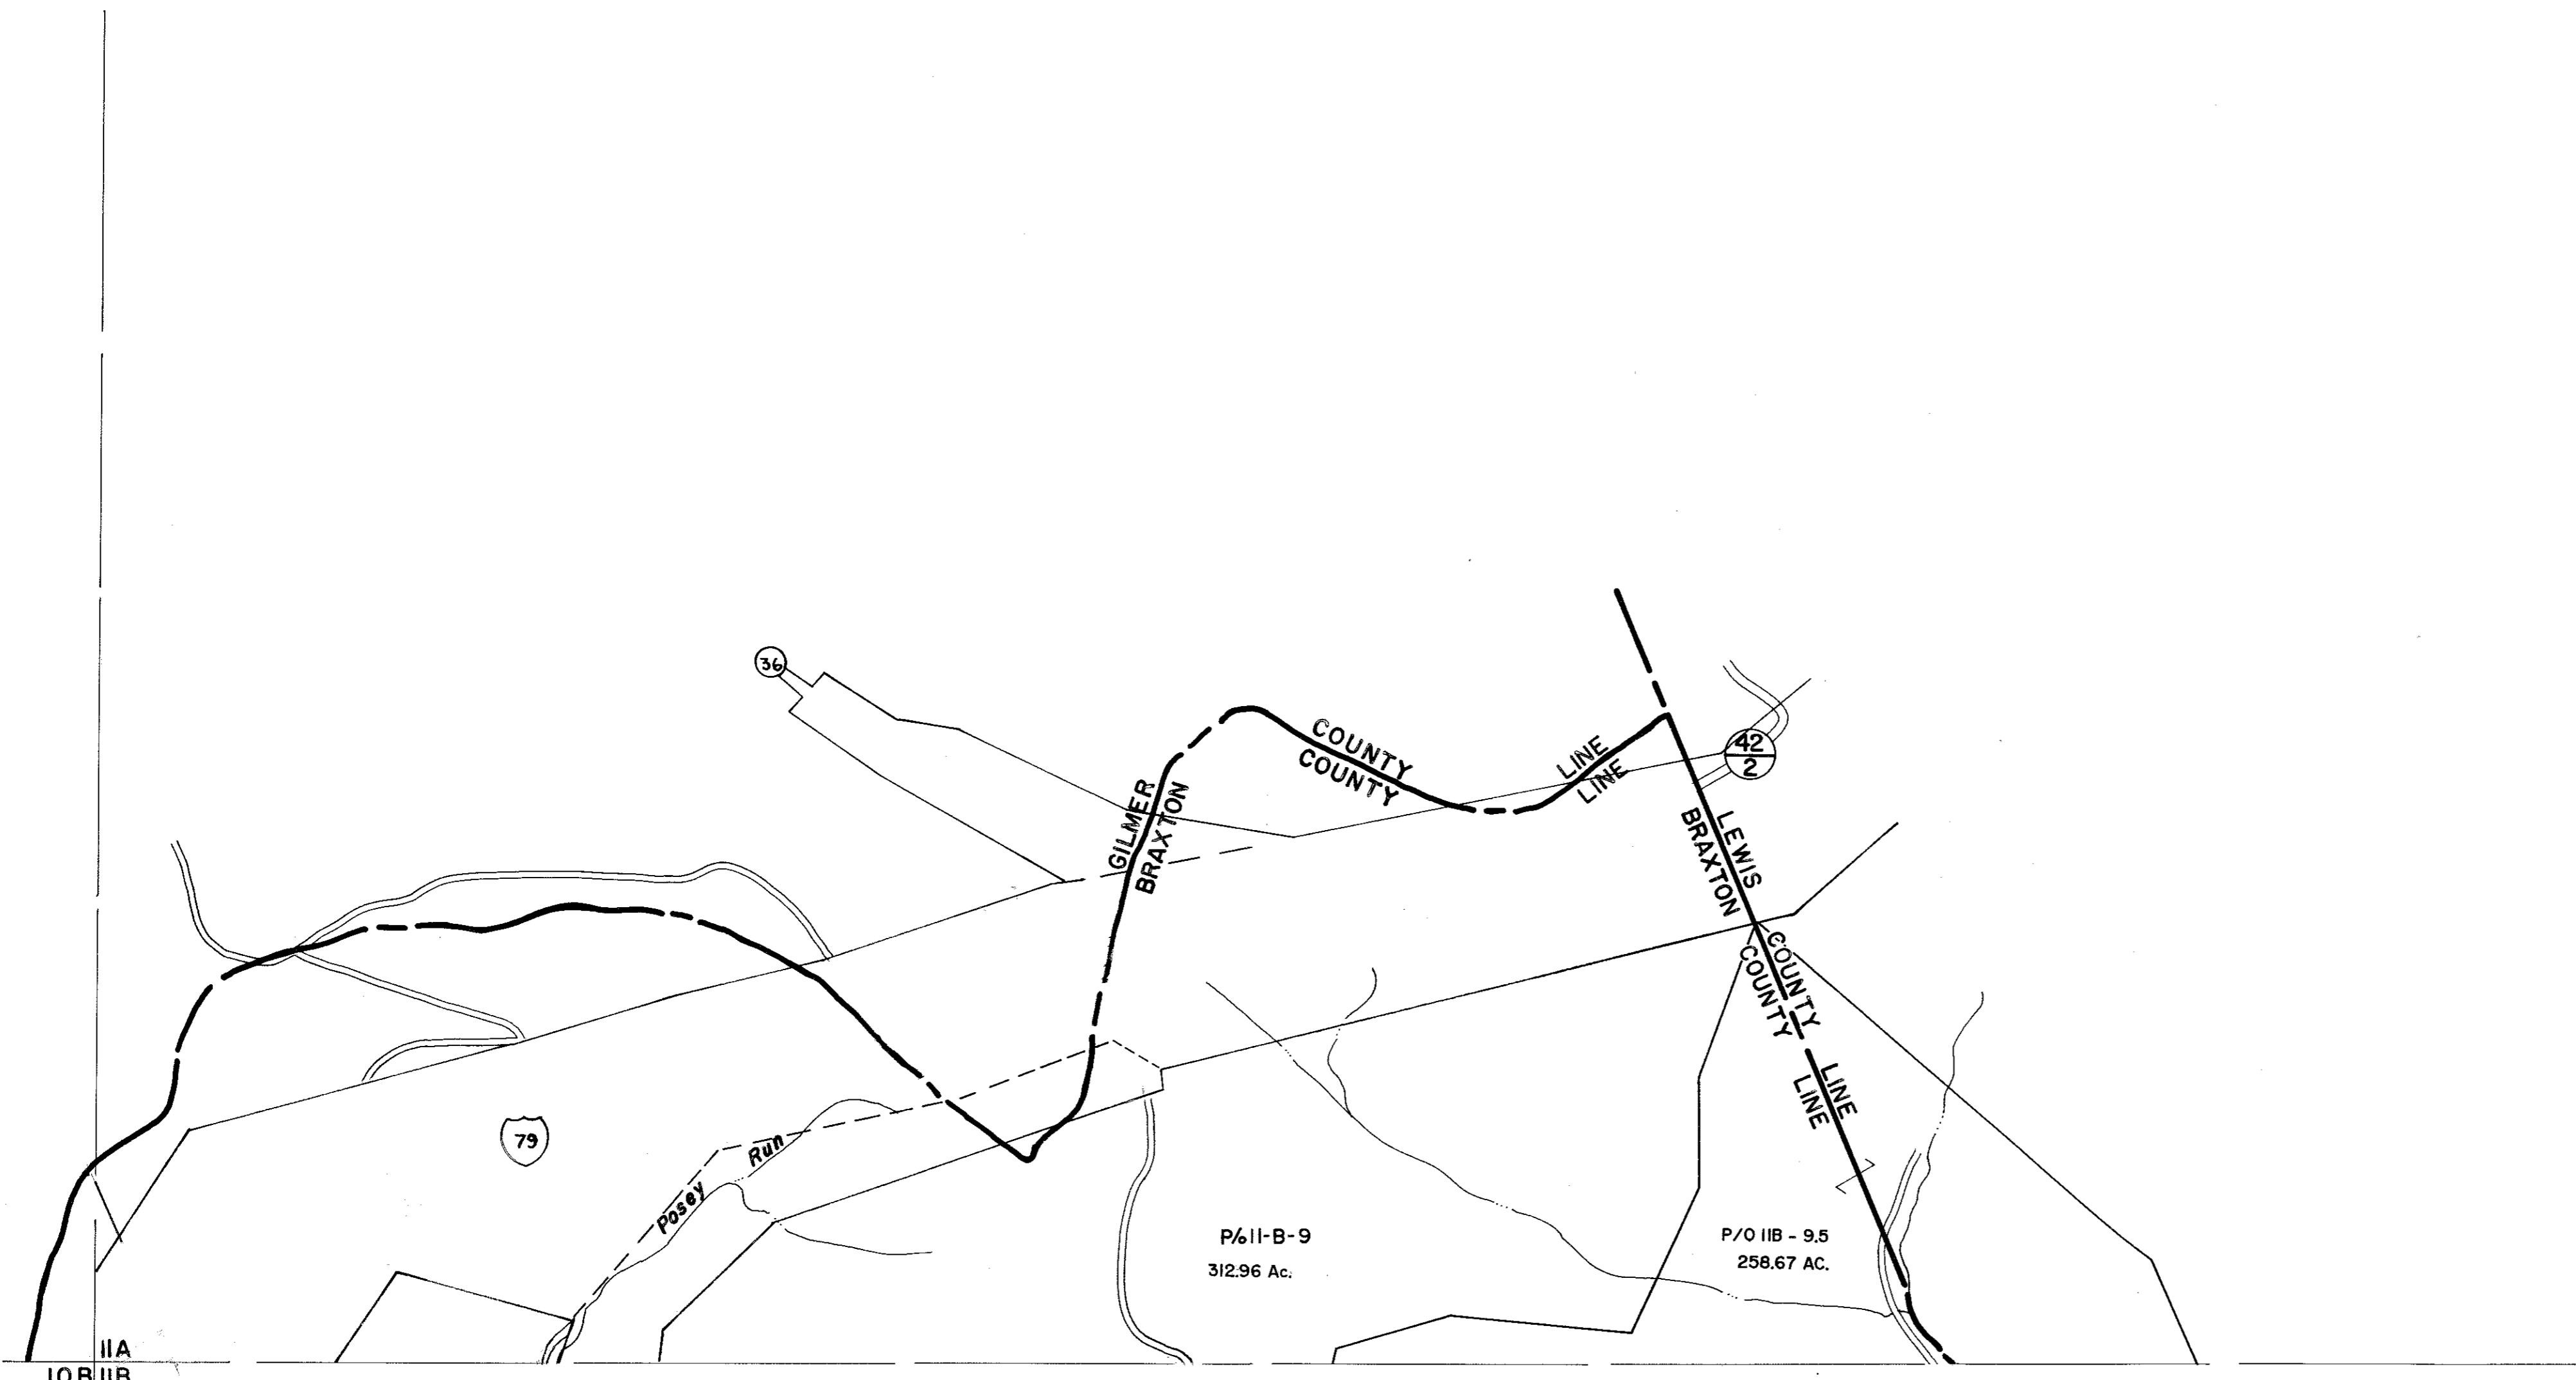 36
42
2
COUNTY LINE
COUNTY LINE
GILMER
BRAXTON
LEWIS COUNTY LINE
BRAXTON COUNTY LINE
79
Posey Run
P/o 11-B-9
312.96 Ac.
P/O 11B - 9.5
258.67 AC.
11A
10B 11B